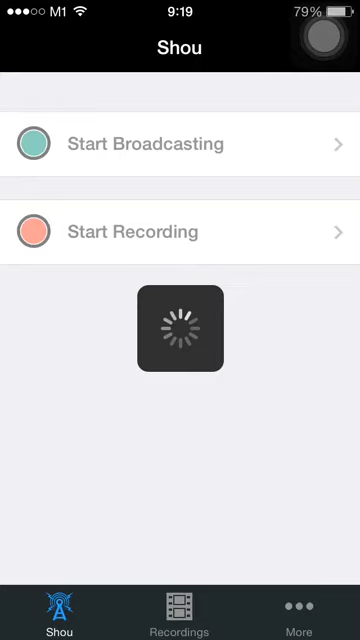 M1 9:19 79%
Shou
Start Broadcasting
Start Recording
Shou Recordings More